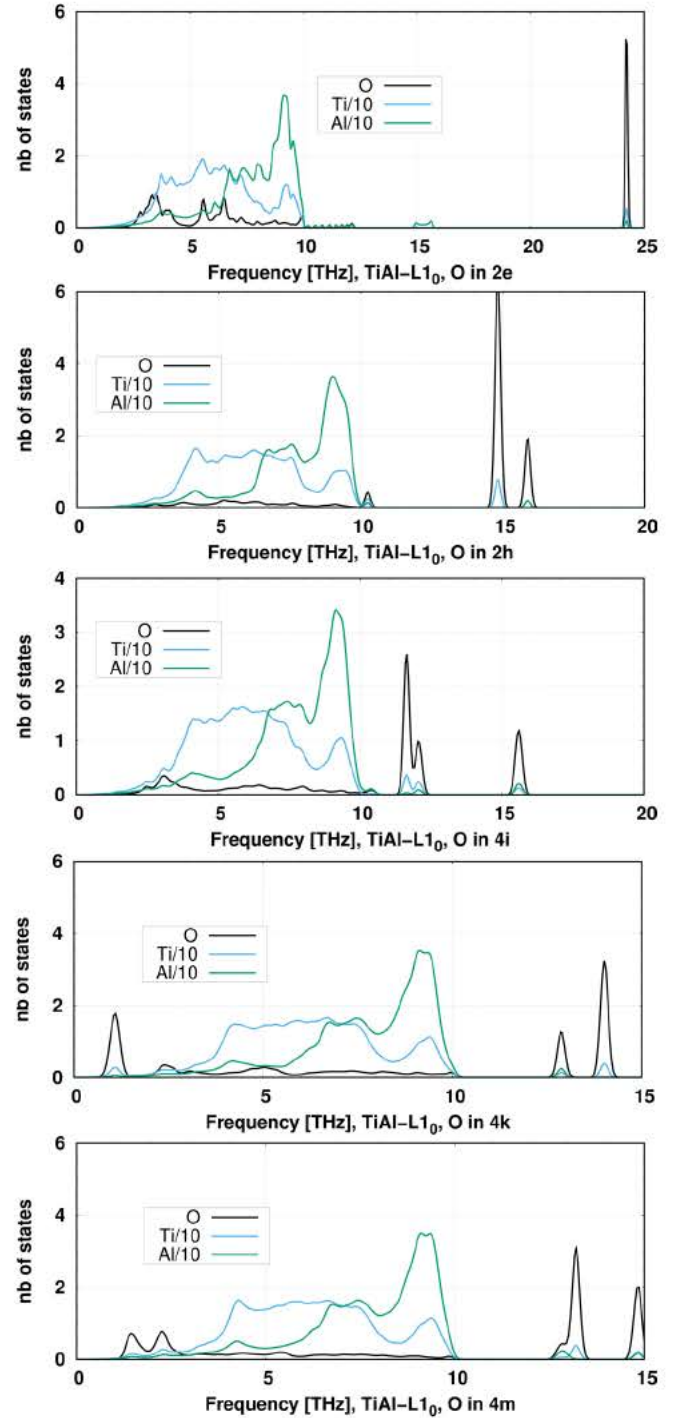 6
4
2
0
nb of states
O
Ti/10
Al/10
0 5 10 15 20 25
Frequency [THz], TiAl−L1₀, O in 2e
6
4
2
0
nb of states
O
Ti/10
Al/10
0 5 10 15 20
Frequency [THz], TiAl−L1₀, O in 2h
4
3
2
1
0
nb of states
O
Ti/10
Al/10
0 5 10 15 20
Frequency [THz], TiAl−L1₀, O in 4i
6
4
2
0
nb of states
O
Ti/10
Al/10
0 5 10 15
Frequency [THz], TiAl−L1₀, O in 4k
6
4
2
0
nb of states
O
Ti/10
Al/10
0 5 10 15
Frequency [THz], TiAl−L1₀, O in 4m